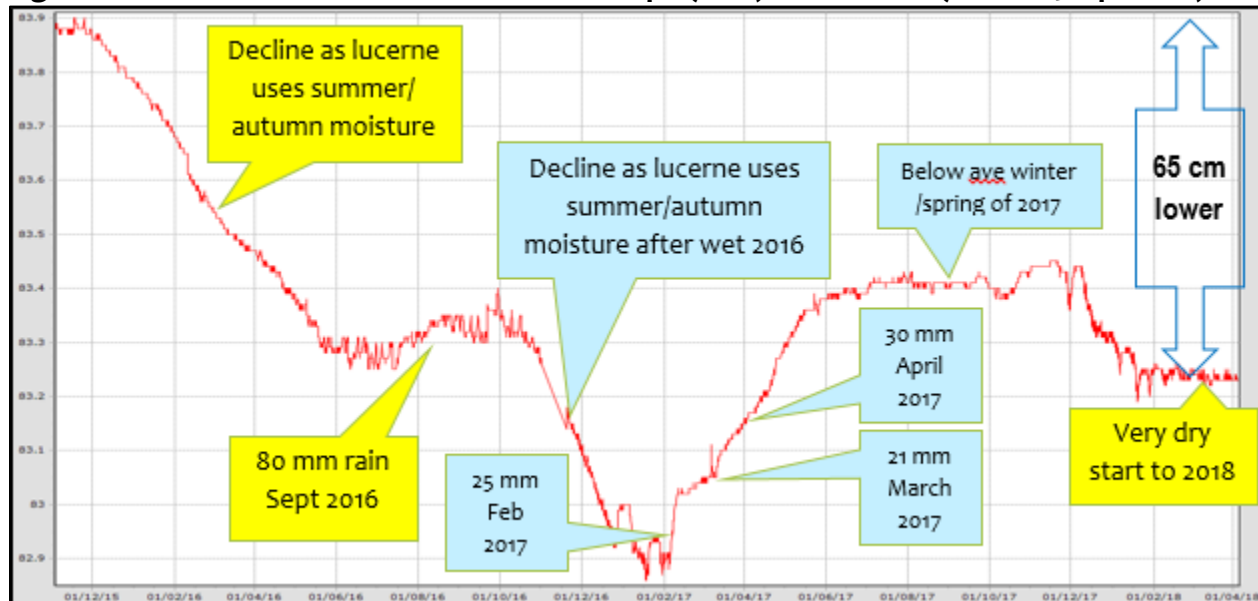 83.9
83.8
83.7
83.6
83.5
83.4
83.3
83.2
83.1
83
82.9
Decline as lucerne
uses summer/
autumn moisture
80 mm rain
Sept 2016
Decline as lucerne uses
summer/autumn
moisture after wet 2016
25 mm
Feb
2017
Below ave winter
/spring of 2017
30 mm
April
2017
21 mm
March
2017
65 cm
lower
Very dry
start to 2018
01/12/15 01/02/16 01/04/16 01/06/16 01/08/16 01/10/16 01/12/16 01/02/17 01/04/17 01/06/17 01/08/17 01/10/17 01/12/17 01/02/18 01/04/18